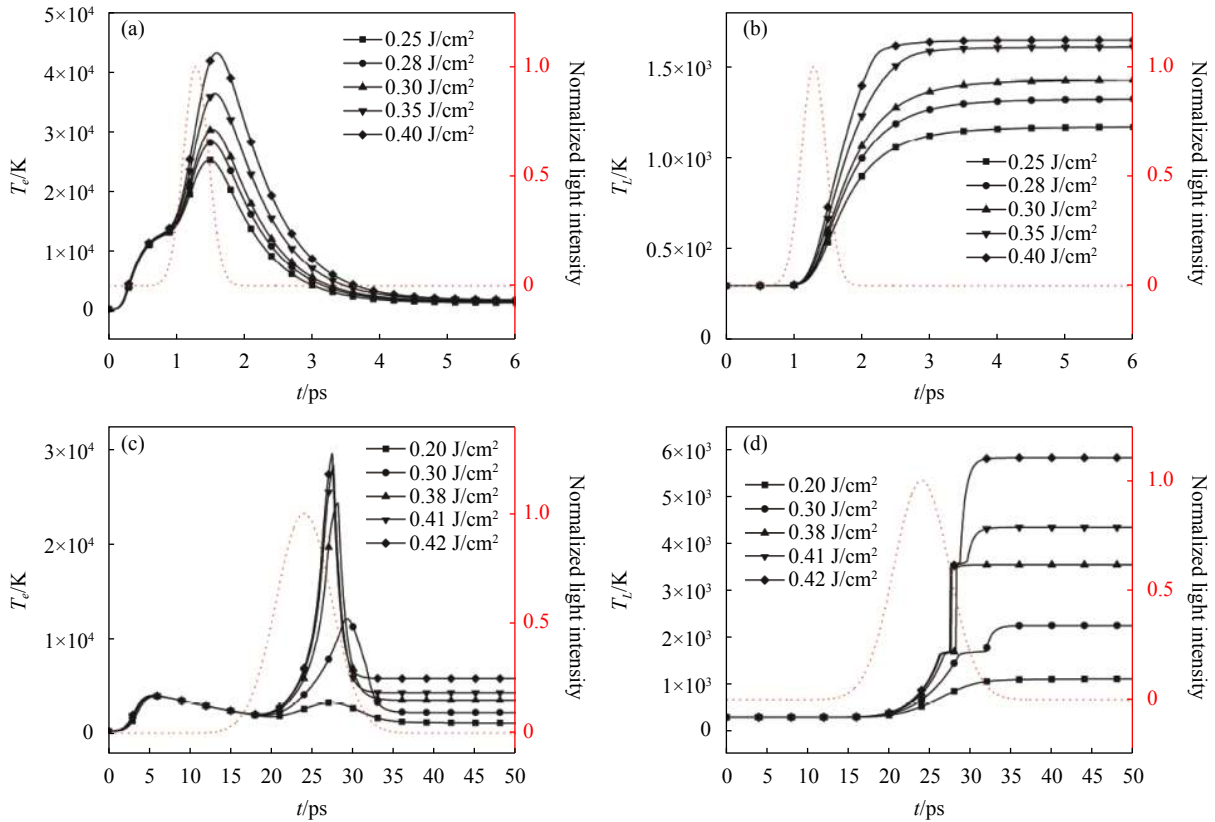 (a)
5×10⁴
4×10⁴
3×10⁴
2×10⁴
1×10⁴
0
Tₑ/K
0.25 J/cm²
0.28 J/cm²
0.30 J/cm²
0.35 J/cm²
0.40 J/cm²
1.0
0.5
0
Normalized light intensity
0 1 2 3 4 5 6
t/ps
(b)
1.5×10³
1.0×10³
0.5×10²
0
T_L/K
0.25 J/cm²
0.28 J/cm²
0.30 J/cm²
0.35 J/cm²
0.40 J/cm²
1.0
0.5
0
Normalized light intensity
0 1 2 3 4 5 6
t/ps
(c)
3×10⁴
2×10⁴
1×10⁴
0
Tₑ/K
0.20 J/cm²
0.30 J/cm²
0.38 J/cm²
0.41 J/cm²
0.42 J/cm²
1.0
0.5
0
Normalized light intensity
0 5 10 15 20 25 30 35 40 45 50
t/ps
(d)
6×10³
5×10³
4×10³
3×10³
2×10³
1×10³
0
T_L/K
0.20 J/cm²
0.30 J/cm²
0.38 J/cm²
0.41 J/cm²
0.42 J/cm²
1.0
0.5
0
Normalized light intensity
0 5 10 15 20 25 30 35 40 45 50
t/ps